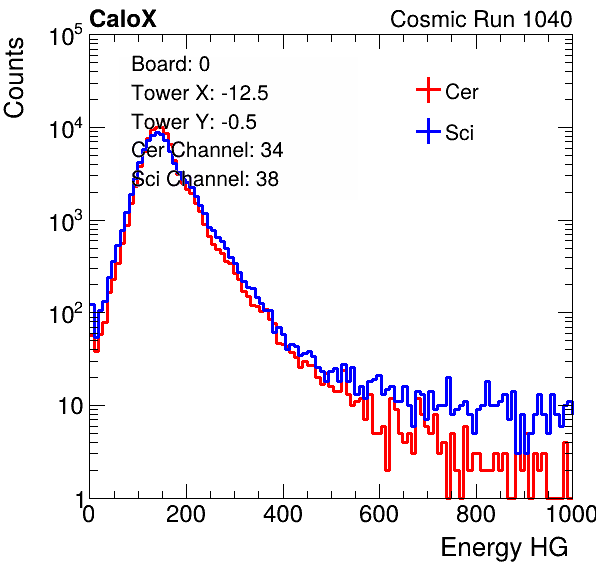 CaloX
Cosmic Run 1040
Counts
Board: 0
Tower X: -12.5
Tower Y: -0.5
Cer Channel: 34
Sci Channel: 38
Cer
Sci
10^5
10^4
10^3
10^2
10
1
0 200 400 600 800 1000
Energy HG